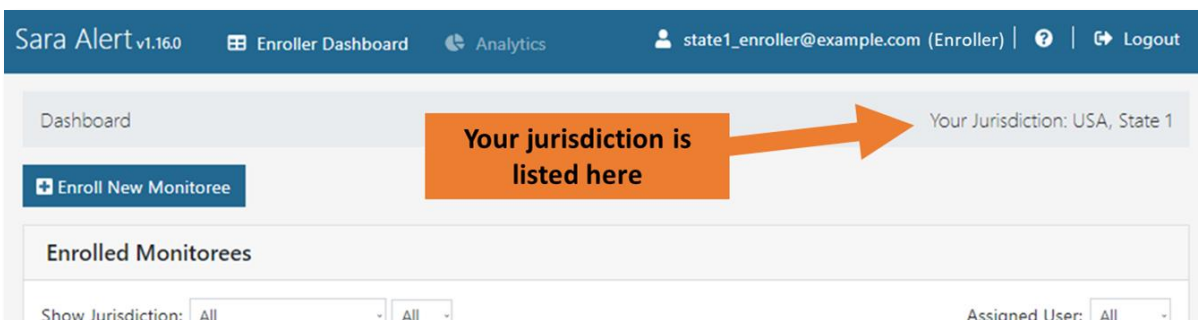 Sara Alert v1.16.0 Enroller Dashboard Analytics state1_enroller@example.com (Enroller) | ? | Logout
Dashboard
Your Jurisdiction: USA, State 1
Your jurisdiction is
listed here
Enroll New Monitoree
Enrolled Monitorees
Show Jurisdiction: All All Assigned User: All